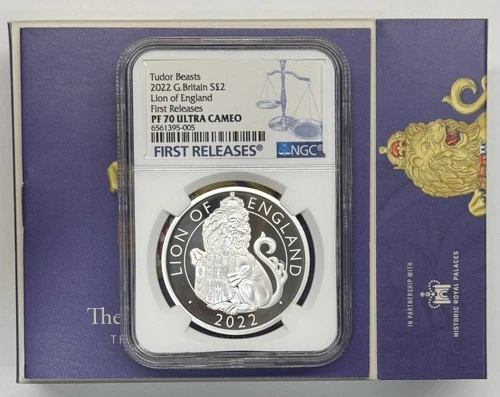 Tudor Beasts
2022 G.Britain S£2
Lion of England
First Releases
PF 70 ULTRA CAMEO
6561395-005
FIRST RELEASES®
NGC®
LION OF ENGLAND
2022
The
IN PARTNERSHIP WITH
HISTORIC ROYAL PALACES